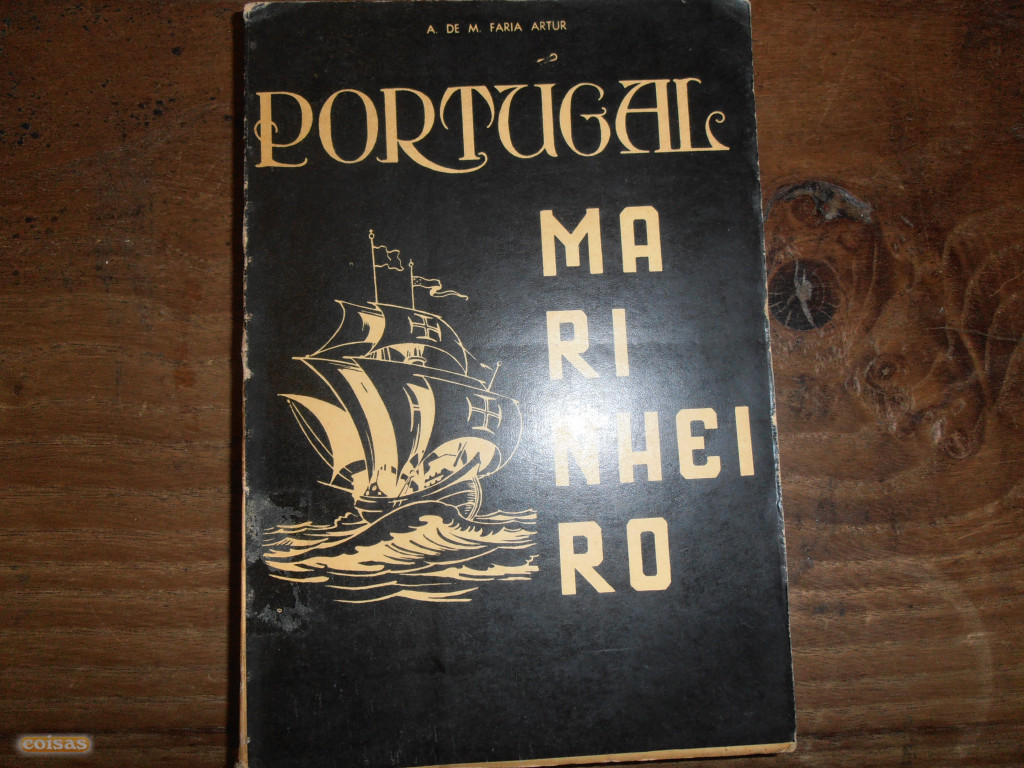 A. DE M. FARIA ARTUR
PORTUGAL
MA
RI
NHEI
RO
coisas